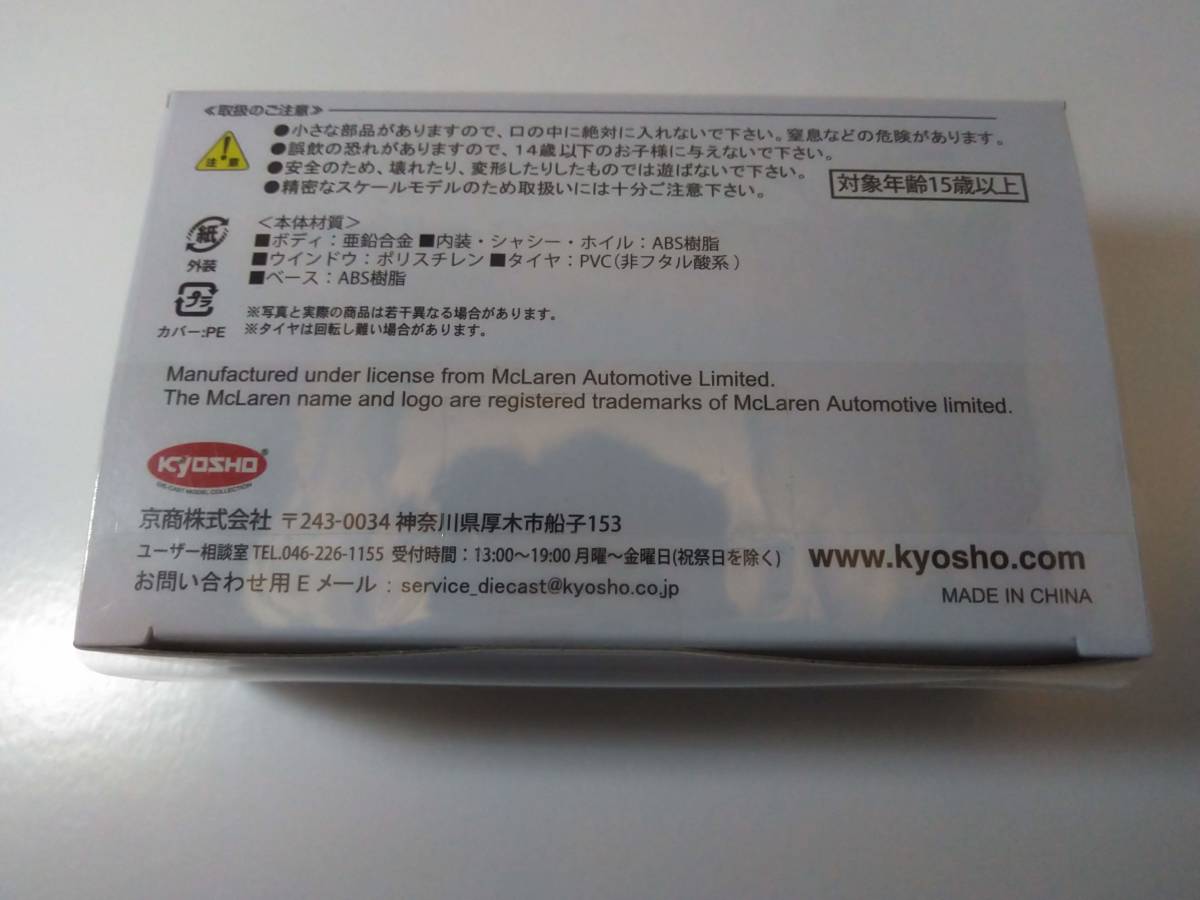 ≪取扱のご注意≫
注意
●小さな部品がありますので、口の中に絶対に入れないで下さい。窒息などの危険があります。
●誤飲の恐れがありますので、14歳以下のお子様に与えないで下さい。
●安全のため、壊れたり、変形したりしたものでは遊ばないで下さい。
●精密なスケールモデルのため取扱いには十分ご注意下さい。
対象年齢15歳以上
紙
外装
プラ
カバー:PE
＜本体材質＞
■ボディ：亜鉛合金 ■内装・シャシー・ホイル：ABS樹脂
■ウインドウ：ポリスチレン ■タイヤ：PVC(非フタル酸系)
■ベース：ABS樹脂
※写真と実際の商品は若干異なる場合があります。
※タイヤは回転し難い場合があります。
Manufactured under license from McLaren Automotive Limited.
The McLaren name and logo are registered trademarks of McLaren Automotive limited.
KYOSHO®
DIE-CAST MODEL COLLECTION
京商株式会社 〒243-0034 神奈川県厚木市船子153
ユーザー相談室 TEL.046-226-1155 受付時間：13:00〜19:00 月曜〜金曜日(祝祭日を除く)
www.kyosho.com
お問い合わせ用Eメール：service_diecast@kyosho.co.jp
MADE IN CHINA